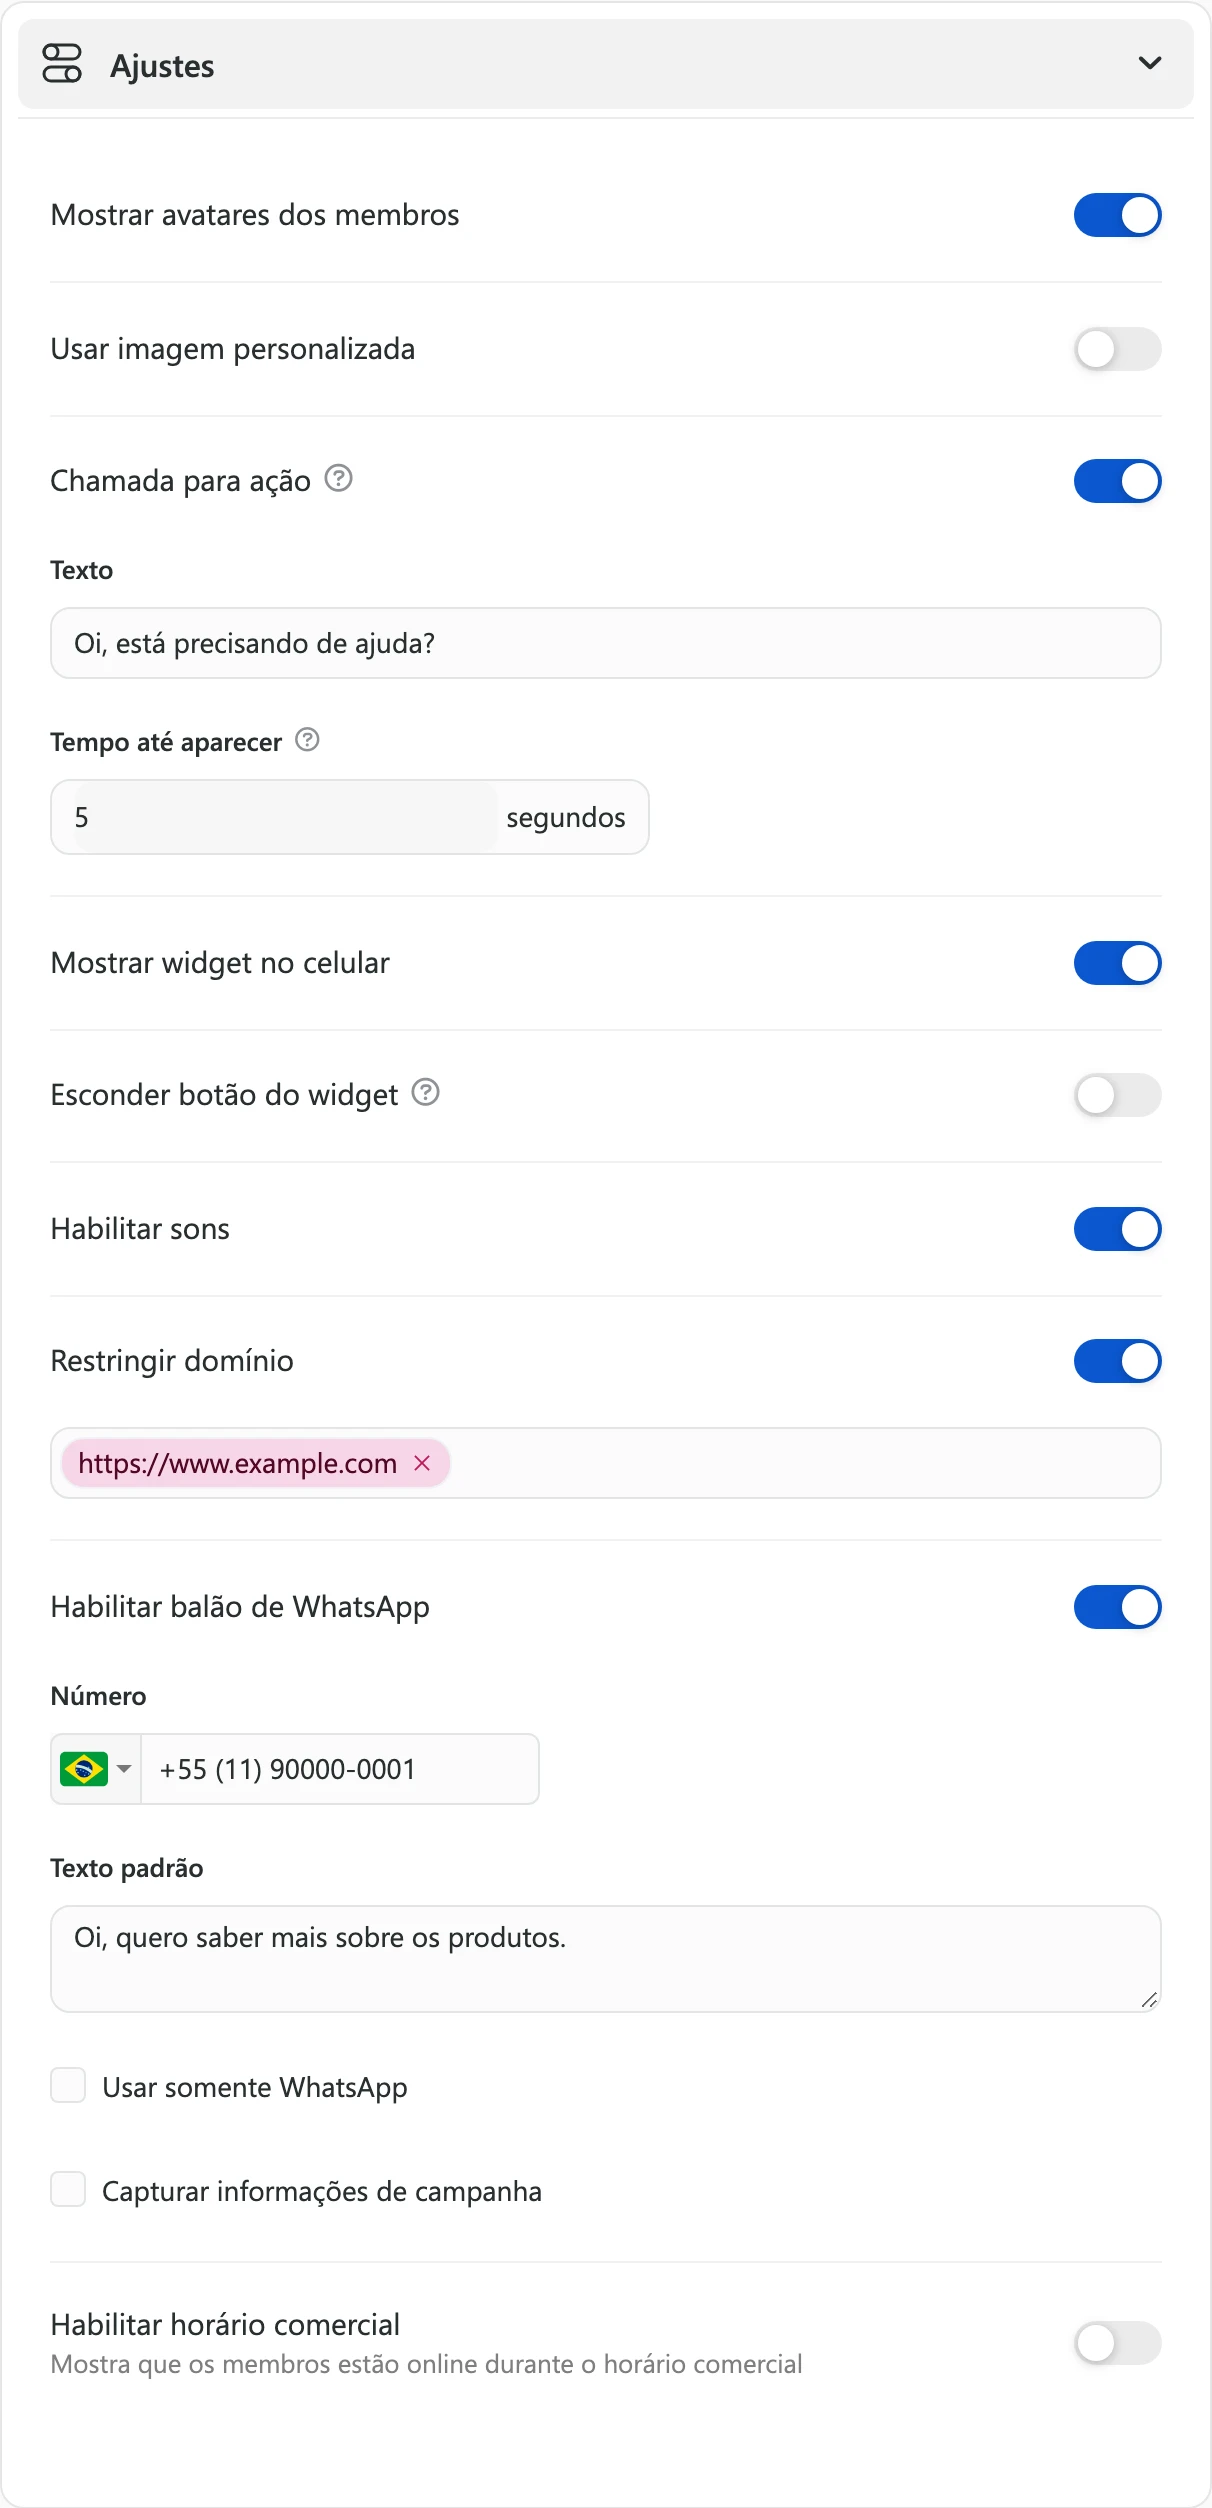 Ajustes
Mostrar avatares dos membros
Usar imagem personalizada
Chamada para ação ?
Texto
Oi, está precisando de ajuda?
Tempo até aparecer ?
5 segundos
Mostrar widget no celular
Esconder botão do widget ?
Habilitar sons
Restringir domínio
https://www.example.com ×
Habilitar balão de WhatsApp
Número
+55 (11) 90000-0001
Texto padrão
Oi, quero saber mais sobre os produtos.
Usar somente WhatsApp
Capturar informações de campanha
Habilitar horário comercial
Mostra que os membros estão online durante o horário comercial